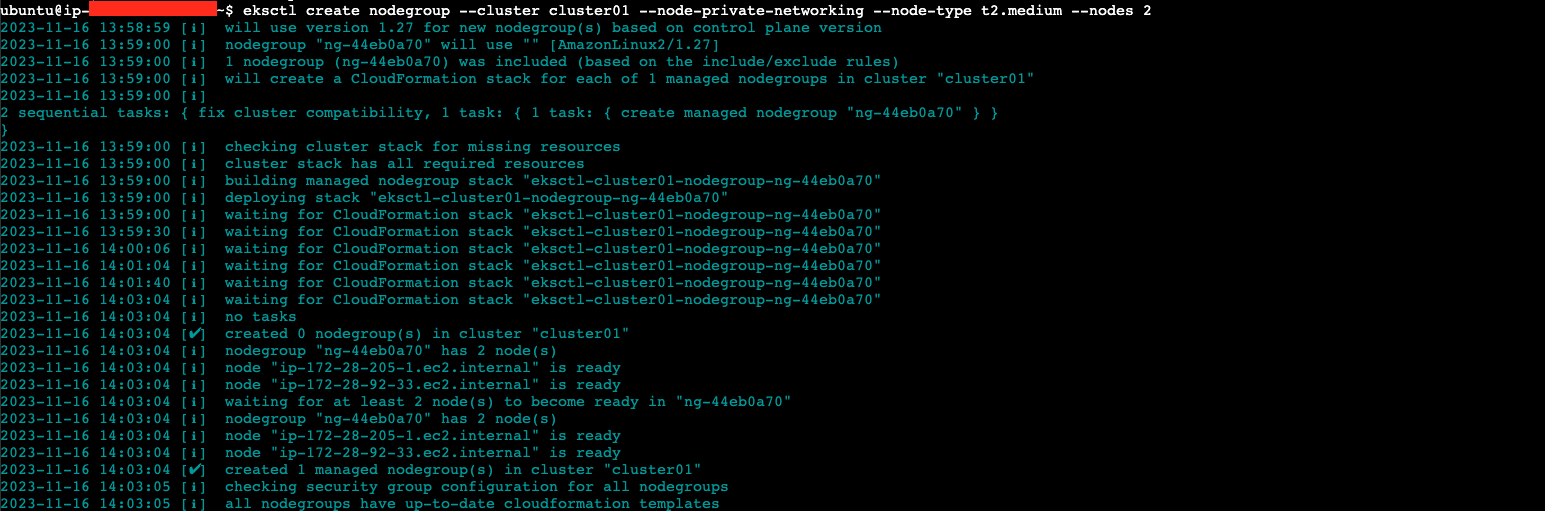 ubuntu@ip- ~$ eksctl create nodegroup --cluster cluster01 --node-private-networking --node-type t2.medium --nodes 2
2023-11-16 13:58:59 [ℹ]  will use version 1.27 for new nodegroup(s) based on control plane version
2023-11-16 13:59:00 [ℹ]  nodegroup "ng-44eb0a70" will use "" [AmazonLinux2/1.27]
2023-11-16 13:59:00 [ℹ]  1 nodegroup (ng-44eb0a70) was included (based on the include/exclude rules)
2023-11-16 13:59:00 [ℹ]  will create a CloudFormation stack for each of 1 managed nodegroups in cluster "cluster01"
2023-11-16 13:59:00 [ℹ]
2 sequential tasks: { fix cluster compatibility, 1 task: { 1 task: { create managed nodegroup "ng-44eb0a70" } }
}
2023-11-16 13:59:00 [ℹ]  checking cluster stack for missing resources
2023-11-16 13:59:00 [ℹ]  cluster stack has all required resources
2023-11-16 13:59:00 [ℹ]  building managed nodegroup stack "eksctl-cluster01-nodegroup-ng-44eb0a70"
2023-11-16 13:59:00 [ℹ]  deploying stack "eksctl-cluster01-nodegroup-ng-44eb0a70"
2023-11-16 13:59:00 [ℹ]  waiting for CloudFormation stack "eksctl-cluster01-nodegroup-ng-44eb0a70"
2023-11-16 13:59:30 [ℹ]  waiting for CloudFormation stack "eksctl-cluster01-nodegroup-ng-44eb0a70"
2023-11-16 14:00:06 [ℹ]  waiting for CloudFormation stack "eksctl-cluster01-nodegroup-ng-44eb0a70"
2023-11-16 14:01:04 [ℹ]  waiting for CloudFormation stack "eksctl-cluster01-nodegroup-ng-44eb0a70"
2023-11-16 14:01:40 [ℹ]  waiting for CloudFormation stack "eksctl-cluster01-nodegroup-ng-44eb0a70"
2023-11-16 14:03:04 [ℹ]  waiting for CloudFormation stack "eksctl-cluster01-nodegroup-ng-44eb0a70"
2023-11-16 14:03:04 [ℹ]  no tasks
2023-11-16 14:03:04 [✔]  created 0 nodegroup(s) in cluster "cluster01"
2023-11-16 14:03:04 [ℹ]  nodegroup "ng-44eb0a70" has 2 node(s)
2023-11-16 14:03:04 [ℹ]  node "ip-172-28-205-1.ec2.internal" is ready
2023-11-16 14:03:04 [ℹ]  node "ip-172-28-92-33.ec2.internal" is ready
2023-11-16 14:03:04 [ℹ]  waiting for at least 2 node(s) to become ready in "ng-44eb0a70"
2023-11-16 14:03:04 [ℹ]  nodegroup "ng-44eb0a70" has 2 node(s)
2023-11-16 14:03:04 [ℹ]  node "ip-172-28-205-1.ec2.internal" is ready
2023-11-16 14:03:04 [ℹ]  node "ip-172-28-92-33.ec2.internal" is ready
2023-11-16 14:03:04 [✔]  created 1 managed nodegroup(s) in cluster "cluster01"
2023-11-16 14:03:05 [ℹ]  checking security group configuration for all nodegroups
2023-11-16 14:03:05 [ℹ]  all nodegroups have up-to-date cloudformation templates